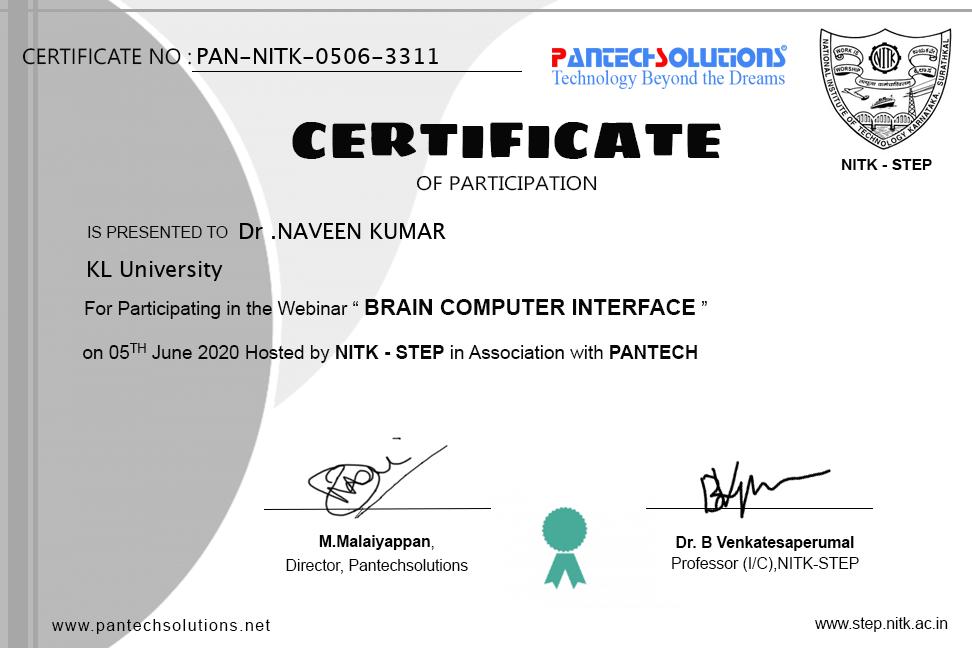 CERTIFICATE NO : PAN-NITK-0506-3311
PANTECHSOLUTIONS®
Technology Beyond the Dreams
NATIONAL INSTITUTE OF TECHNOLOGY KARNATAKA, SURATHKAL
WORK IS
WORSHIP
NITK
NITK - STEP
CERTIFICATE
OF PARTICIPATION
IS PRESENTED TO Dr .NAVEEN KUMAR
KL University
For Participating in the Webinar “ BRAIN COMPUTER INTERFACE ”
on 05TH June 2020 Hosted by NITK - STEP in Association with PANTECH
M.Malaiyappan,
Director, Pantechsolutions
Dr. B Venkatesaperumal
Professor (I/C),NITK-STEP
www.pantechsolutions.net
www.step.nitk.ac.in